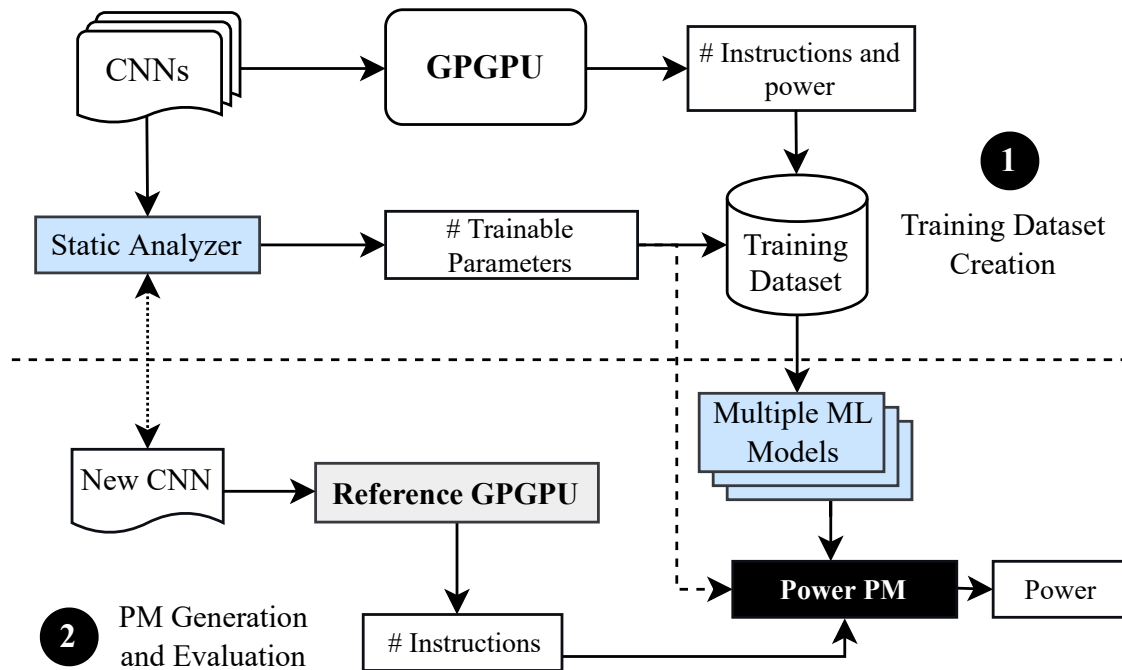 CNNs
GPGPU
# Instructions and
power
1
Training Dataset
Creation
Static Analyzer
# Trainable
Parameters
Training
Dataset
Multiple ML
Models
New CNN
Reference GPGPU
Power PM
Power
2
PM Generation
and Evaluation
# Instructions